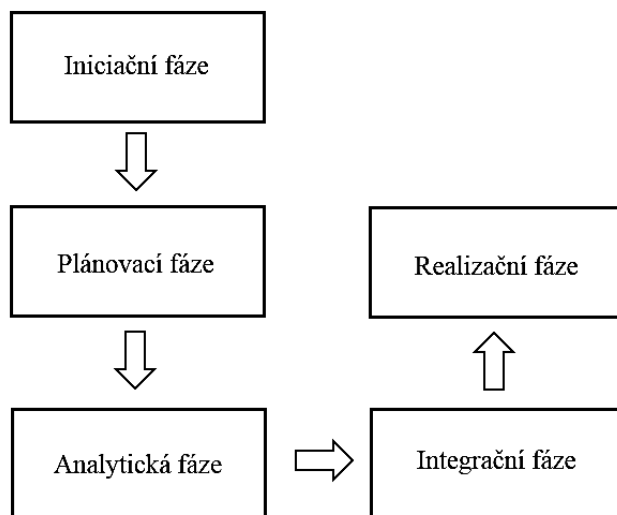 Iniciační fáze
Plánovací fáze
Analytická fáze
Integrační fáze
Realizační fáze